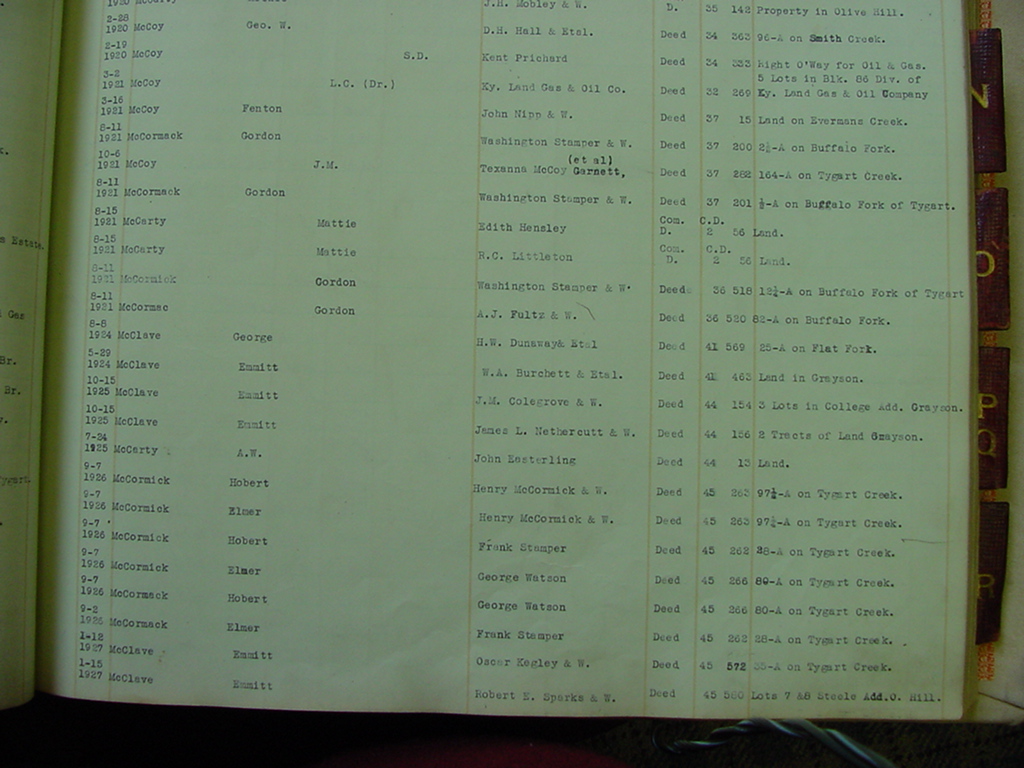 J.H. Mobley & W. D. 35 142 Property in Olive Hill.
2-28
1920 McCoy Geo. W. D.H. Hall & Etal. Deed 34 363 96-A on Smith Creek.
2-19
1920 McCoy S.D. Kent Prichard Deed 34 333 Right O'Way for Oil & Gas.
3-2 5 Lots in Blk. 86 Div. of
1921 McCoy L.C. (Dr.) Ky. Land Gas & Oil Co. Deed 32 269 Ky. Land Gas & Oil Company
3-16
1921 McCoy Fenton John Nipp & W. Deed 37 15 Land on Evermans Creek.
8-11
1921 McCormack Gordon Washington Stamper & W. Deed 37 200 2½-A on Buffalo Fork.
10-6 (et al)
1921 McCoy J.M. Texanna McCoy Garnett, Deed 37 282 164-A on Tygart Creek.
8-11
1921 McCormack Gordon Washington Stamper & W. Deed 37 201 ½-A on Buffalo Fork of Tygart.
8-15 Com. C.D.
1921 McCarty Mattie Edith Hensley D. 2 56 Land.
8-15 Com. C.D.
1921 McCarty Mattie R.C. Littleton D. 2 56 Land.
8-11
1921 McCormick Gordon Washington Stamper & W. Deeds 36 518 12½-A on Buffalo Fork of Tygart
8-11
1921 McCormac Gordon A.J. Fultz & W. Deed 36 520 82-A on Buffalo Fork.
8-8
1924 McClave George H.W. Dunaway& Etal Deed 41 569 25-A on Flat Fork.
5-29
1924 McClave Emmitt W.A. Burchett & Etal. Deed 41 463 Land in Grayson.
10-15
1925 McClave Emmitt J.M. Colegrove & W. Deed 44 154 3 Lots in College Add. Grayson.
10-15
1925 McClave Emmitt James L. Nethercutt & W. Deed 44 156 2 Tracts of Land Grayson.
7-24
1925 McCarty A.W. John Easterling Deed 44 13 Land.
9-7
1926 McCormick Hobert Henry McCormick & W. Deed 45 263 97½-A on Tygart Creek.
9-7
1926 McCormick Elmer Henry McCormick & W. Deed 45 263 97½-A on Tygart Creek.
9-7
1926 McCormick Hobert Frank Stamper Deed 45 262 28-A on Tygart Creek.
9-7
1926 McCormick Elmer George Watson Deed 45 266 80-A on Tygart Creek.
9-7
1926 McCormack Hobert George Watson Deed 45 266 80-A on Tygart Creek.
9-2
1926 McCormack Elmer Frank Stamper Deed 45 262 28-A on Tygart Creek.
1-12
1927 McClave Emmitt Oscar Kegley & W. Deed 45 572 35-A on Tygart Creek.
1-15
1927 McClave Emmitt Robert E. Sparks & W. Deed 45 580 Lots 7 &8 Steele Add.O. Hill.
Estate.
Gas
Br.
Br.
N
O
P
Q
R